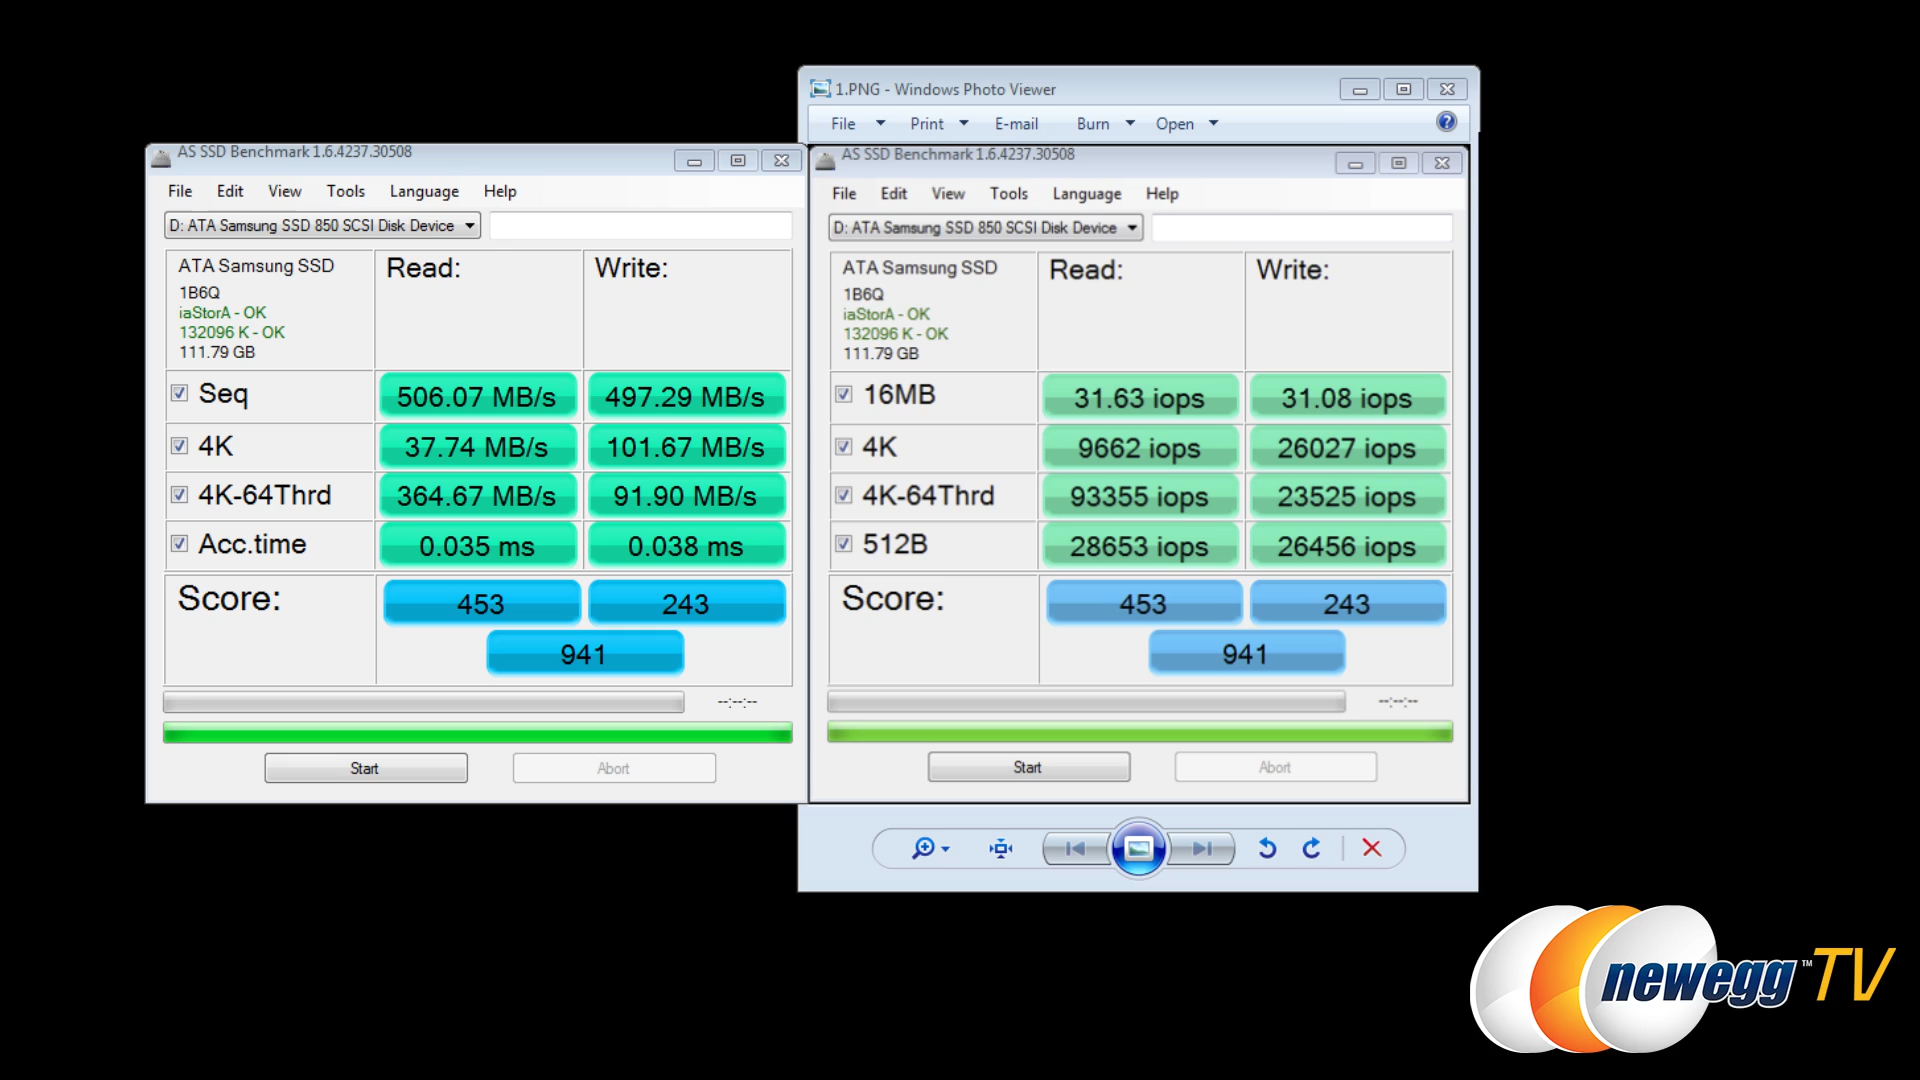 1.PNG - Windows Photo Viewer
File Print E-mail Burn Open
AS SSD Benchmark 1.6.4237.30508
File Edit View Tools Language Help
D: ATA Samsung SSD 850 SCSI Disk Device
ATA Samsung SSD
1B6Q
iaStorA - OK
132096 K - OK
111.79 GB
Read: Write:
Seq 506.07 MB/s 497.29 MB/s
4K 37.74 MB/s 101.67 MB/s
4K-64Thrd 364.67 MB/s 91.90 MB/s
Acc.time 0.035 ms 0.038 ms
Score: 453 243
941
--:--:--
Start Abort
AS SSD Benchmark 1.6.4237.30508
File Edit View Tools Language Help
D: ATA Samsung SSD 850 SCSI Disk Device
ATA Samsung SSD
1B6Q
iaStorA - OK
132096 K - OK
111.79 GB
Read: Write:
16MB 31.63 iops 31.08 iops
4K 9662 iops 26027 iops
4K-64Thrd 93355 iops 23525 iops
512B 28653 iops 26456 iops
Score: 453 243
941
--:--:--
Start Abort
newegg™TV